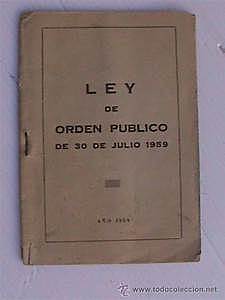 LEY
DE
ORDEN PUBLICO
DE 30 DE JULIO 1959
AÑO 1959
© www.todocoleccion.net